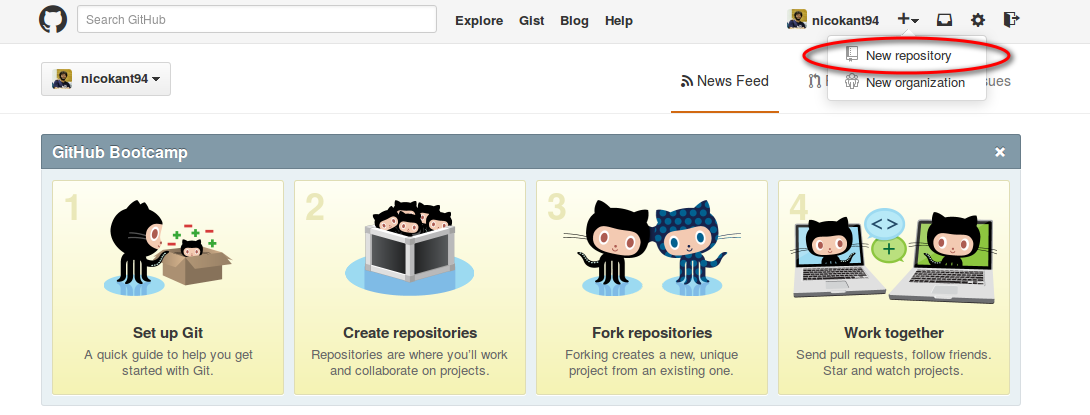 Search GitHub
Explore Gist Blog Help
nicokant94
New repository
New organization
nicokant94
News Feed
GitHub Bootcamp
1
Set up Git
A quick guide to help you get
started with Git.
2
Create repositories
Repositories are where you'll work
and collaborate on projects.
3
Fork repositories
Forking creates a new, unique
project from an existing one.
4
Work together
Send pull requests, follow friends.
Star and watch projects.